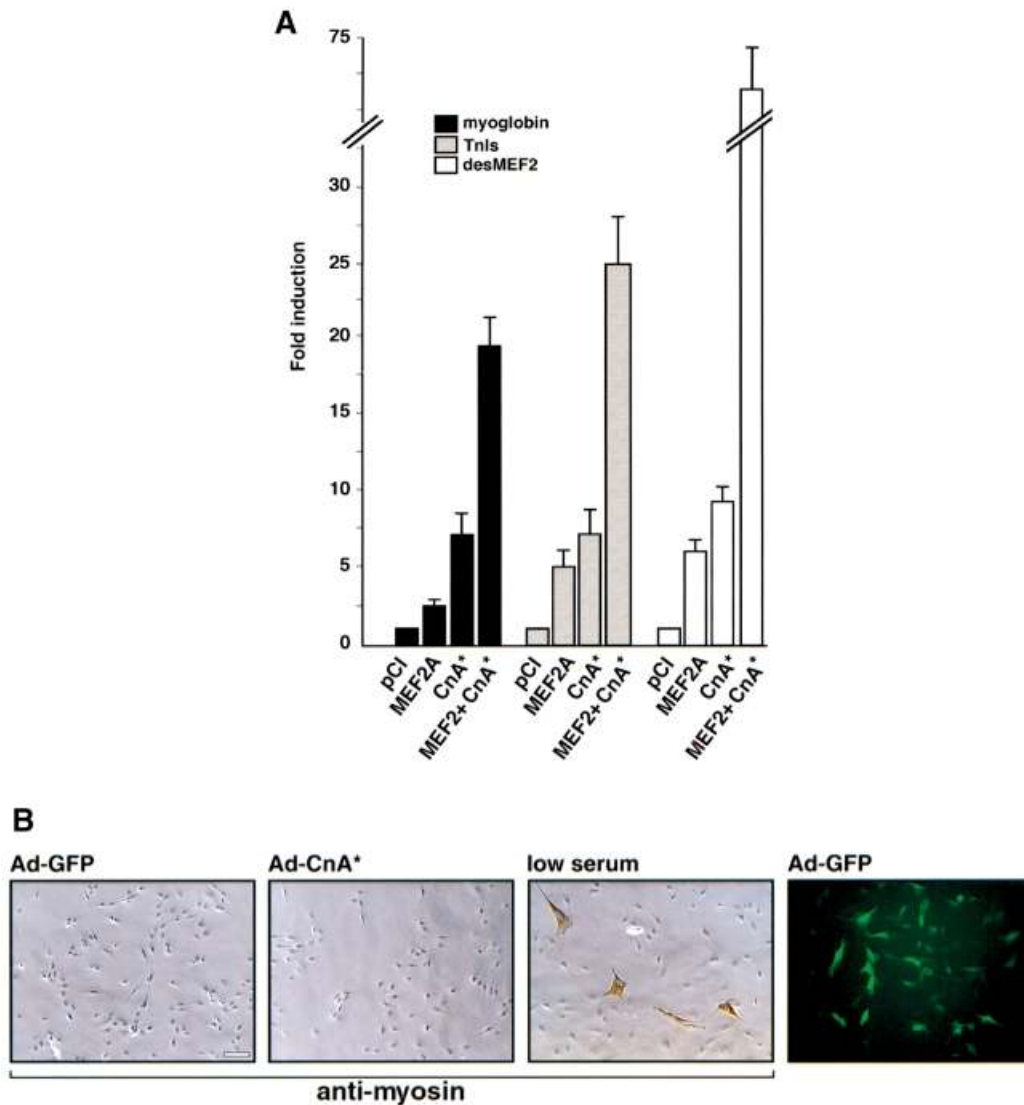 A
75
myoglobin
TnIs
desMEF2
30
25
20
15
10
5
0
Fold induction
pCI
MEF2A
CnA*
MEF2+CnA*
pCI
MEF2A
CnA*
MEF2+CnA*
pCI
MEF2A
CnA*
MEF2+CnA*
B
Ad-GFP Ad-CnA* low serum Ad-GFP
anti-myosin